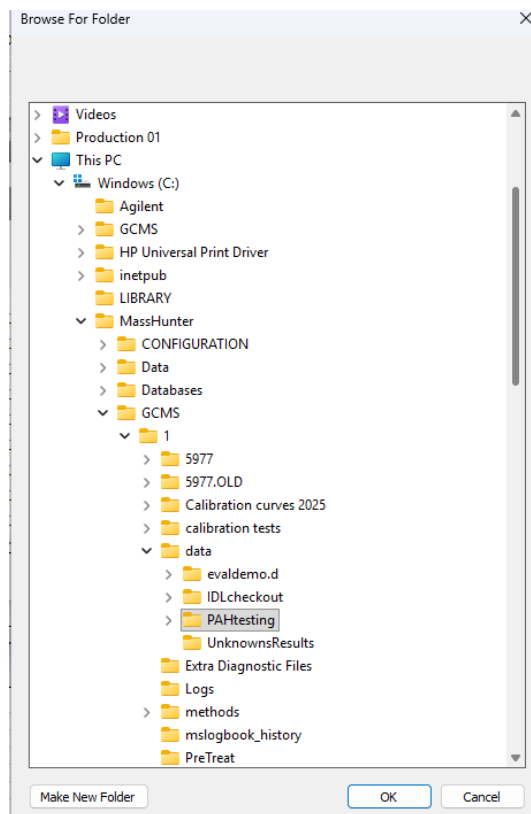 Browse For Folder
Videos
Production 01
This PC
Windows (C:)
Agilent
GCMS
HP Universal Print Driver
inetpub
LIBRARY
MassHunter
CONFIGURATION
Data
Databases
GCMS
1
5977
5977.OLD
Calibration curves 2025
calibration tests
data
evaldemo.d
IDLcheckout
PAHtesting
UnknownsResults
Extra Diagnostic Files
Logs
methods
mslogbook_history
PreTreat
Make New Folder
OK
Cancel